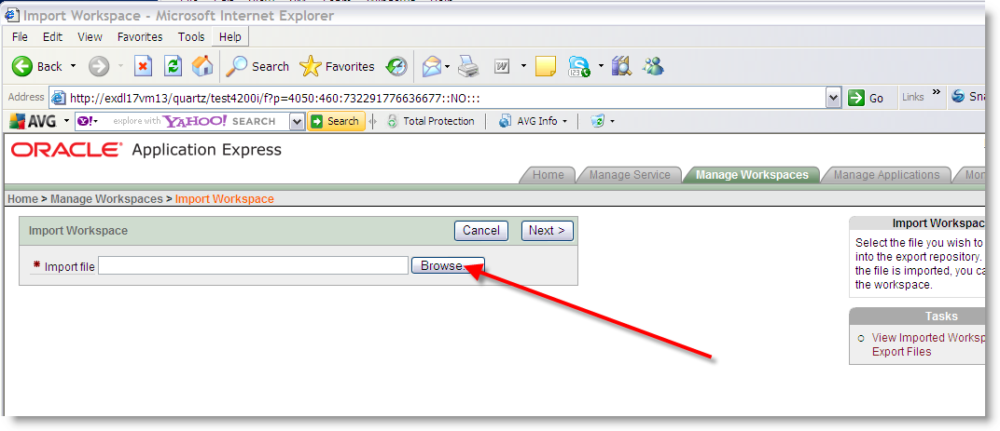 Import Workspace - Microsoft Internet Explorer
File Edit View Favorites Tools Help
Back Search Favorites
Address http://exdl17vm13/quartz/test4200i/f?p=4050:460:732291776636677::NO::: Go Links » Sna
AVG Y! explore with YAHOO! SEARCH Search Total Protection AVG Info
ORACLE Application Express
Home Manage Service Manage Workspaces Manage Applications Mon
Home > Manage Workspaces > Import Workspace
Import Workspace Cancel Next >
* Import file Browse...
Import Workspac
Select the file you wish to
into the export repository.
the file is imported, you ca
the workspace.
Tasks
View Imported Worksp
Export Files